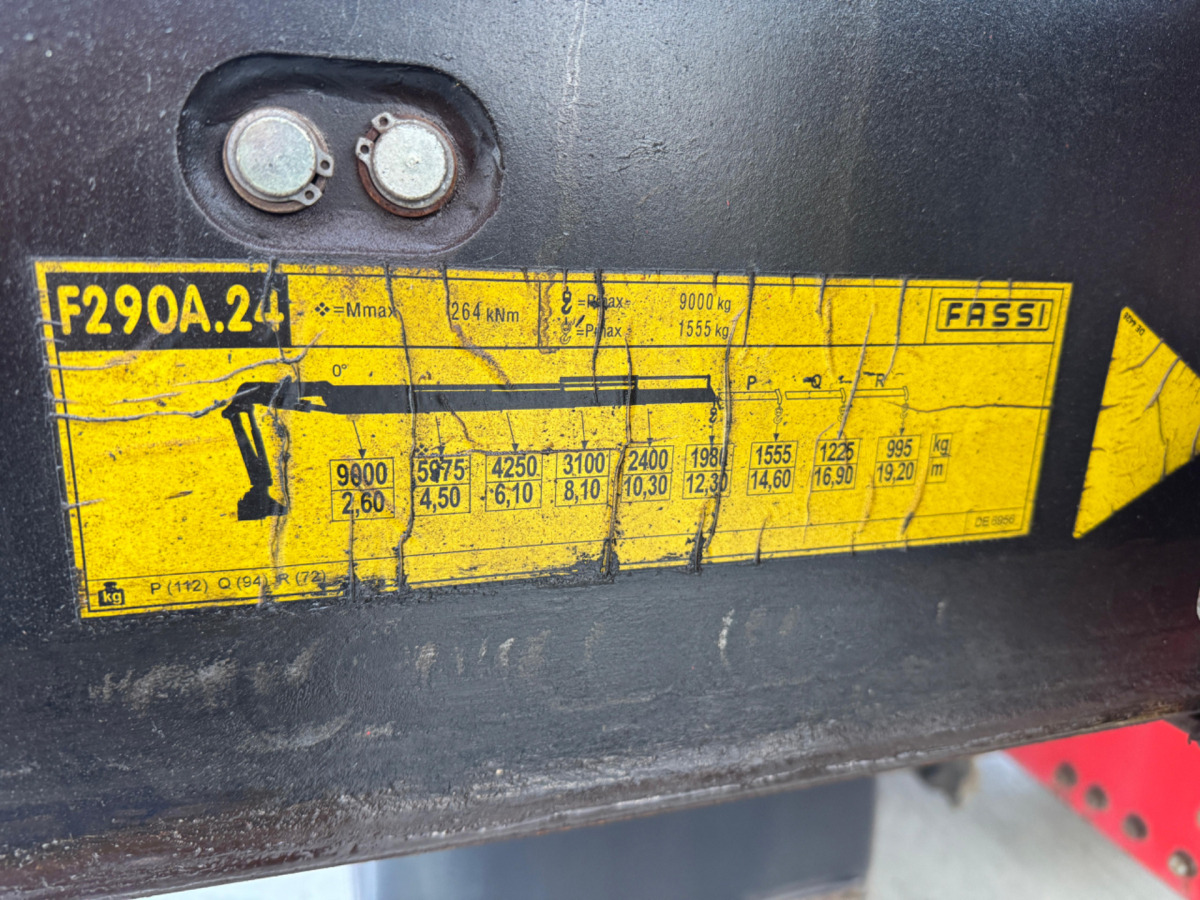 F290A.24
❖=Mmax 264 kNm
=Pmax= 9000 kg
=Pmax 1555 kg
FASSI
0°
P Q R
9000 5975 4250 3100 2400 1980 1555 1225 995 kg
2,60 4,50 6,10 8,10 10,30 12,30 14,60 16,90 19,20 m
kg P (112) Q (94) R (72)